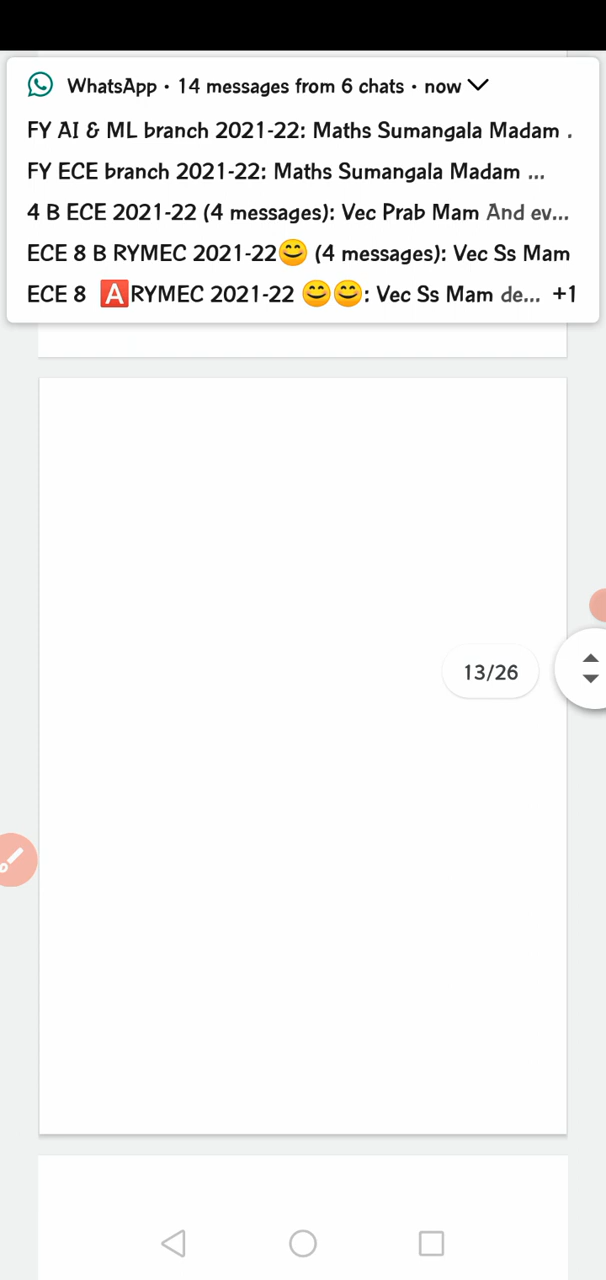 WhatsApp • 14 messages from 6 chats • now
FY AI & ML branch 2021-22: Maths Sumangala Madam .
FY ECE branch 2021-22: Maths Sumangala Madam ...
4 B ECE 2021-22 (4 messages): Vec Prab Mam And ev...
ECE 8 B RYMEC 2021-22😊 (4 messages): Vec Ss Mam
ECE 8 🅰RYMEC 2021-22 😊😊: Vec Ss Mam de... +1
13/26